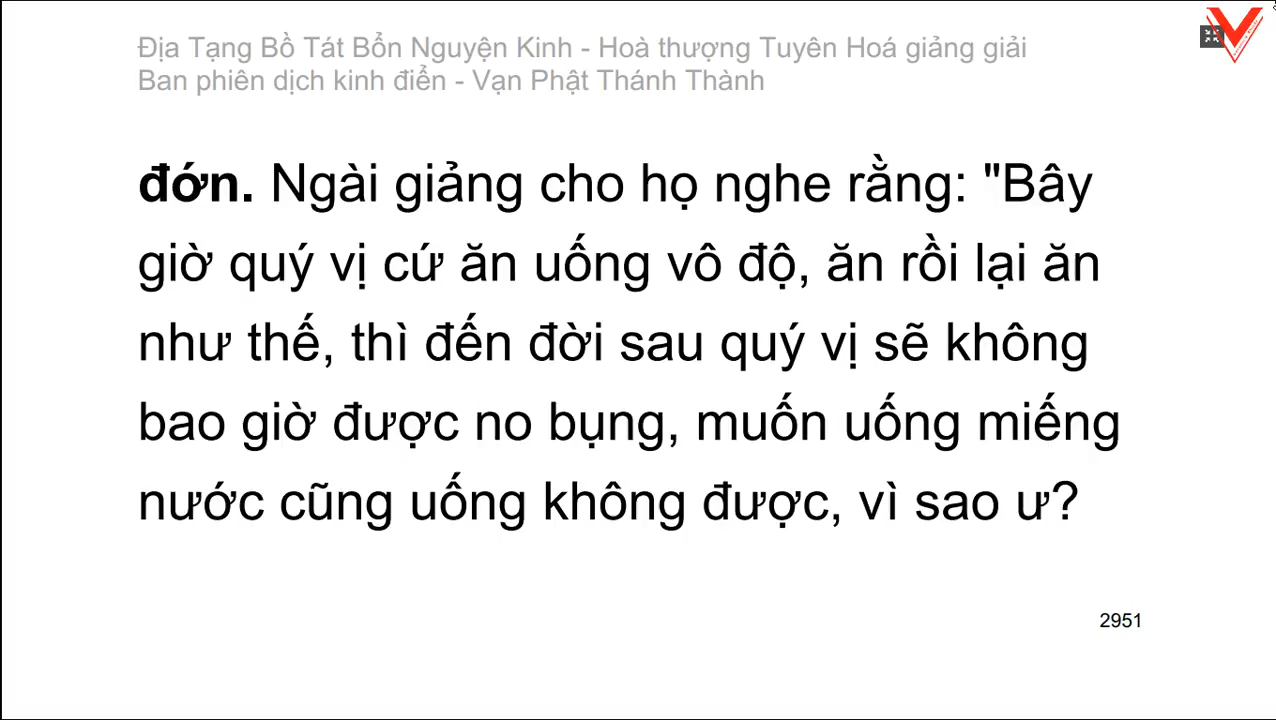 Địa Tạng Bồ Tát Bổn Nguyện Kinh - Hoà thượng Tuyên Hoá giảng giải
Ban phiên dịch kinh điển - Vạn Phật Thánh Thành
đớn. Ngài giảng cho họ nghe rằng: "Bây
giờ quý vị cứ ăn uống vô độ, ăn rồi lại ăn
như thế, thì đến đời sau quý vị sẽ không
bao giờ được no bụng, muốn uống miếng
nước cũng uống không được, vì sao ư?
2951